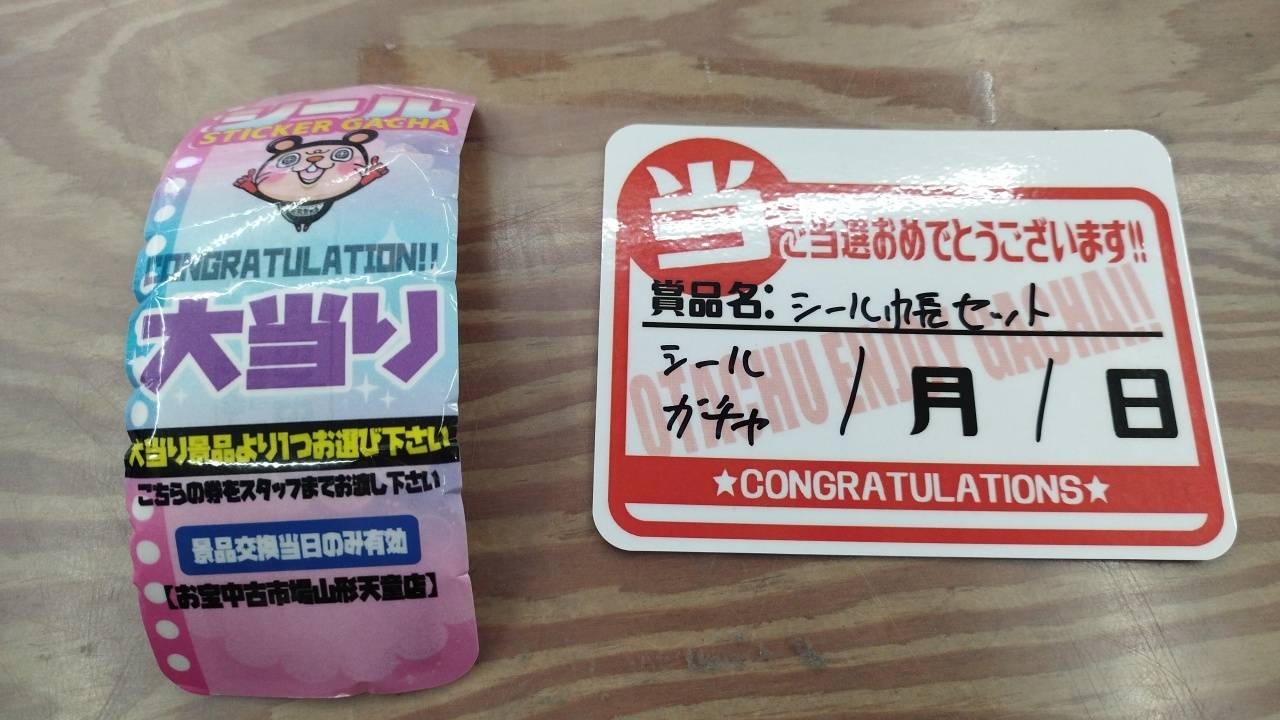 シール
STICKER GACHA
CONGRATULATION!!
大当り
大当り景品より1つお選び下さい
こちらの券をスタッフまでお渡し下さい
景品交換当日のみ有効
【お宝中古市場山形天童店】
当
ご当選おめでとうございます!!
賞品名: シール帳セット
OTACHU ENJOY GACHA!!
シール
ガチャ
1月1日
★CONGRATULATIONS★